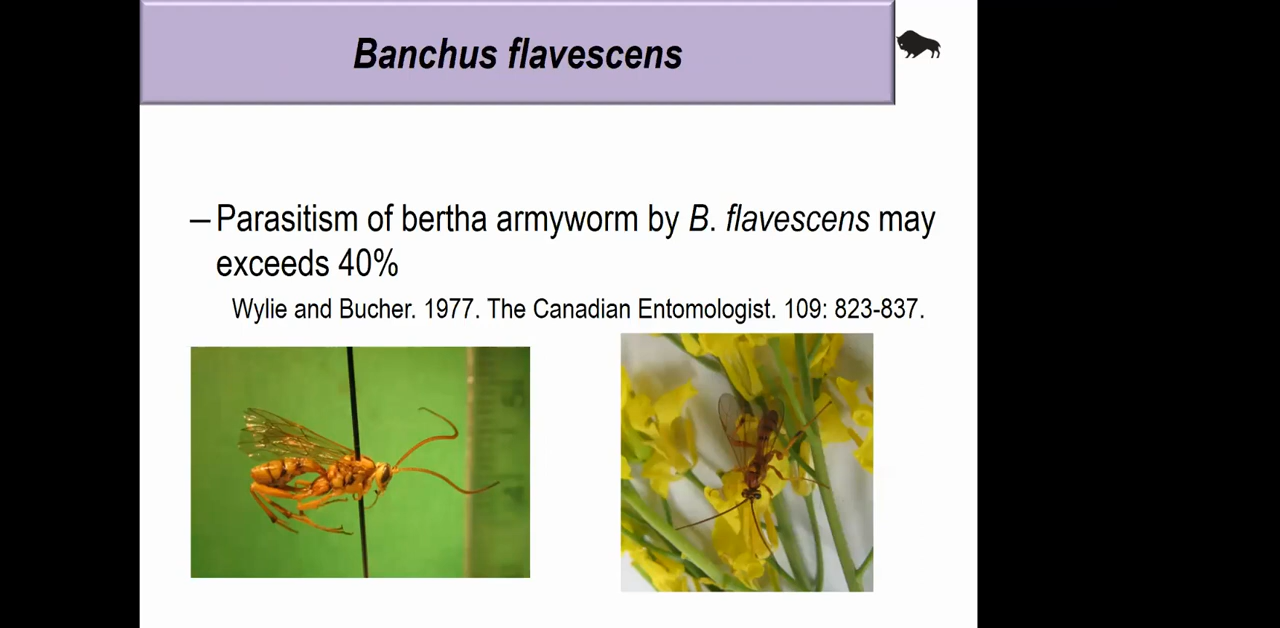 Banchus flavescens
– Parasitism of bertha armyworm by B. flavescens may
exceeds 40%
Wylie and Bucher. 1977. The Canadian Entomologist. 109: 823-837.